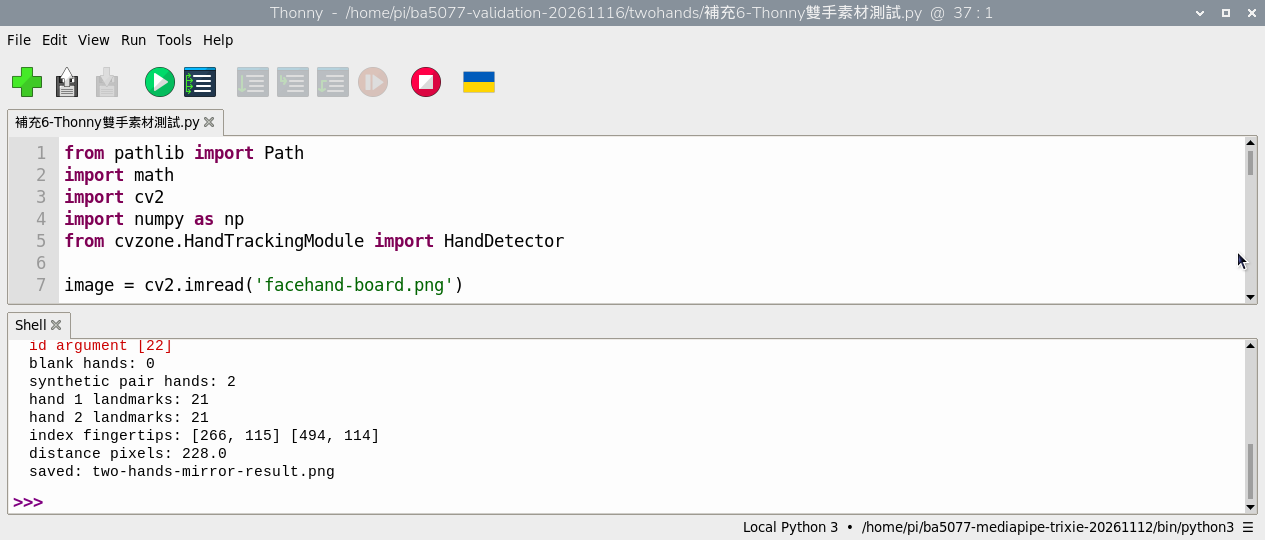 Thonny - /home/pi/ba5077-validation-20261116/twohands/補充6-Thonny雙手素材測試.py @ 37 : 1
File Edit View Run Tools Help
補充6-Thonny雙手素材測試.py
1 from pathlib import Path
2 import math
3 import cv2
4 import numpy as np
5 from cvzone.HandTrackingModule import HandDetector
6
7 image = cv2.imread('facehand-board.png')
Shell
id argument [22]
blank hands: 0
synthetic pair hands: 2
hand 1 landmarks: 21
hand 2 landmarks: 21
index fingertips: [266, 115] [494, 114]
distance pixels: 228.0
saved: two-hands-mirror-result.png
>>>
Local Python 3 • /home/pi/ba5077-mediapipe-trixie-20261112/bin/python3 ☰